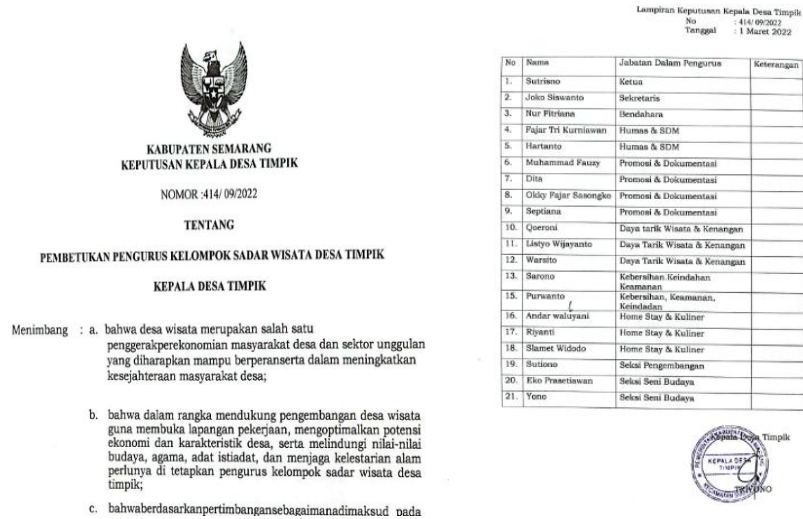 KABUPATEN SEMARANG
KEPUTUSAN KEPALA DESA TIMPIK
NOMOR :414/ 09/2022
TENTANG
PEMBETUKAN PENGURUS KELOMPOK SADAR WISATA DESA TIMPIK
KEPALA DESA TIMPIK
Menimbang : a. bahwa desa wisata merupakan salah satu
penggerakperekonomian masyarakat desa dan sektor unggulan
yang diharapkan mampu berperanserta dalam meningkatkan
kesejahteraan masyarakat desa;
b. bahwa dalam rangka mendukung pengembangan desa wisata
guna membuka lapangan pekerjaan, mengoptimalkan potensi
ekonomi dan karakteristik desa, serta melindungi nilai-nilai
budaya, agama, adat istiadat, dan menjaga kelestarian alam
perlunya di tetapkan pengurus kelompok sadar wisata desa
timpik;
c. bahwaberdasarkanpertimbangansebagaimanadimaksud pada
Lampiran Keputusan Kepala Desa Timpik
No : 414/ 09/2022
Tanggal : 1 Maret 2022
No Nama Jabatan Dalam Pengurus Keterangan
1. Sutrisno Ketua
2. Joko Siswanto Sekretaris
3. Nur Fitriana Bendahara
4. Fajar Tri Kurniawan Humas & SDM
5. Hartanto Humas & SDM
6. Muhammad Fauzy Promosi & Dokumentasi
7. Dita Promosi & Dokumentasi
8. Okky Fajar Sasongko Promosi & Dokumentasi
9. Septiana Promosi & Dokumentasi
10. Qoeroni Daya tarik Wisata & Kenangan
11. Listyo Wijayanto Daya Tarik Wisata & Kenangan
12. Warsito Daya Tarik Wisata & Kenangan
13. Sarono Kebersihan.Keindahan
Keamanan
15. Purwanto Kebersihan, Keamanan,
Keindadan
16. Andar waluyani Home Stay & Kuliner
17. Riyanti Home Stay & Kuliner
18. Slamet Widodo Home Stay & Kuliner
19. Sutiono Seksi Pengembangan
20. Eko Prasetiawan Seksi Seni Budaya
21. Yono Seksi Seni Budaya
Kepala Desa Timpik
KEPALA DESA
TIMPIK